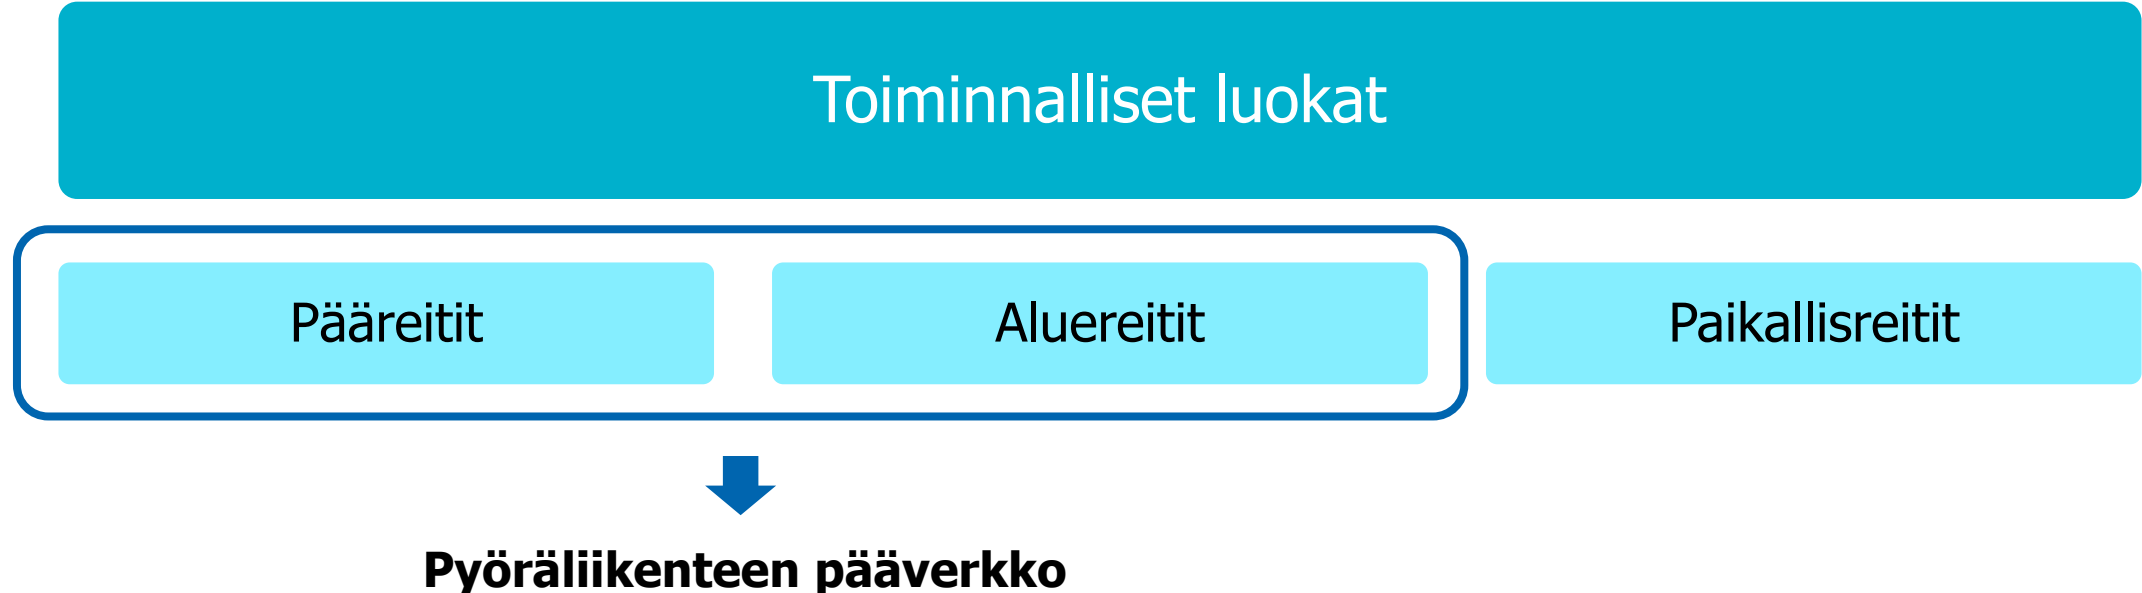 Toiminnalliset luokat
Pääreitit
Aluereitit
Paikallisreitit
Pyöräliikenteen pääverkko